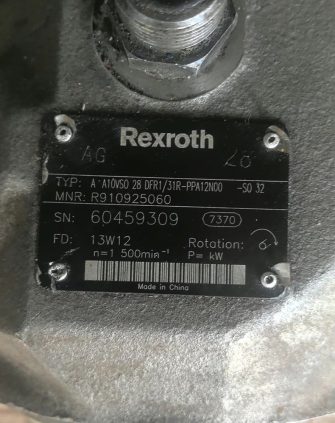 Rexroth
AG 28
TYP: A A10VSO 28 DFR1/31R-PPA12N00 -SO 32
MNR: R910925060
SN: 60459309 7370
FD: 13W12 Rotation:
n=1 500min⁻¹ P= kW
Made in China